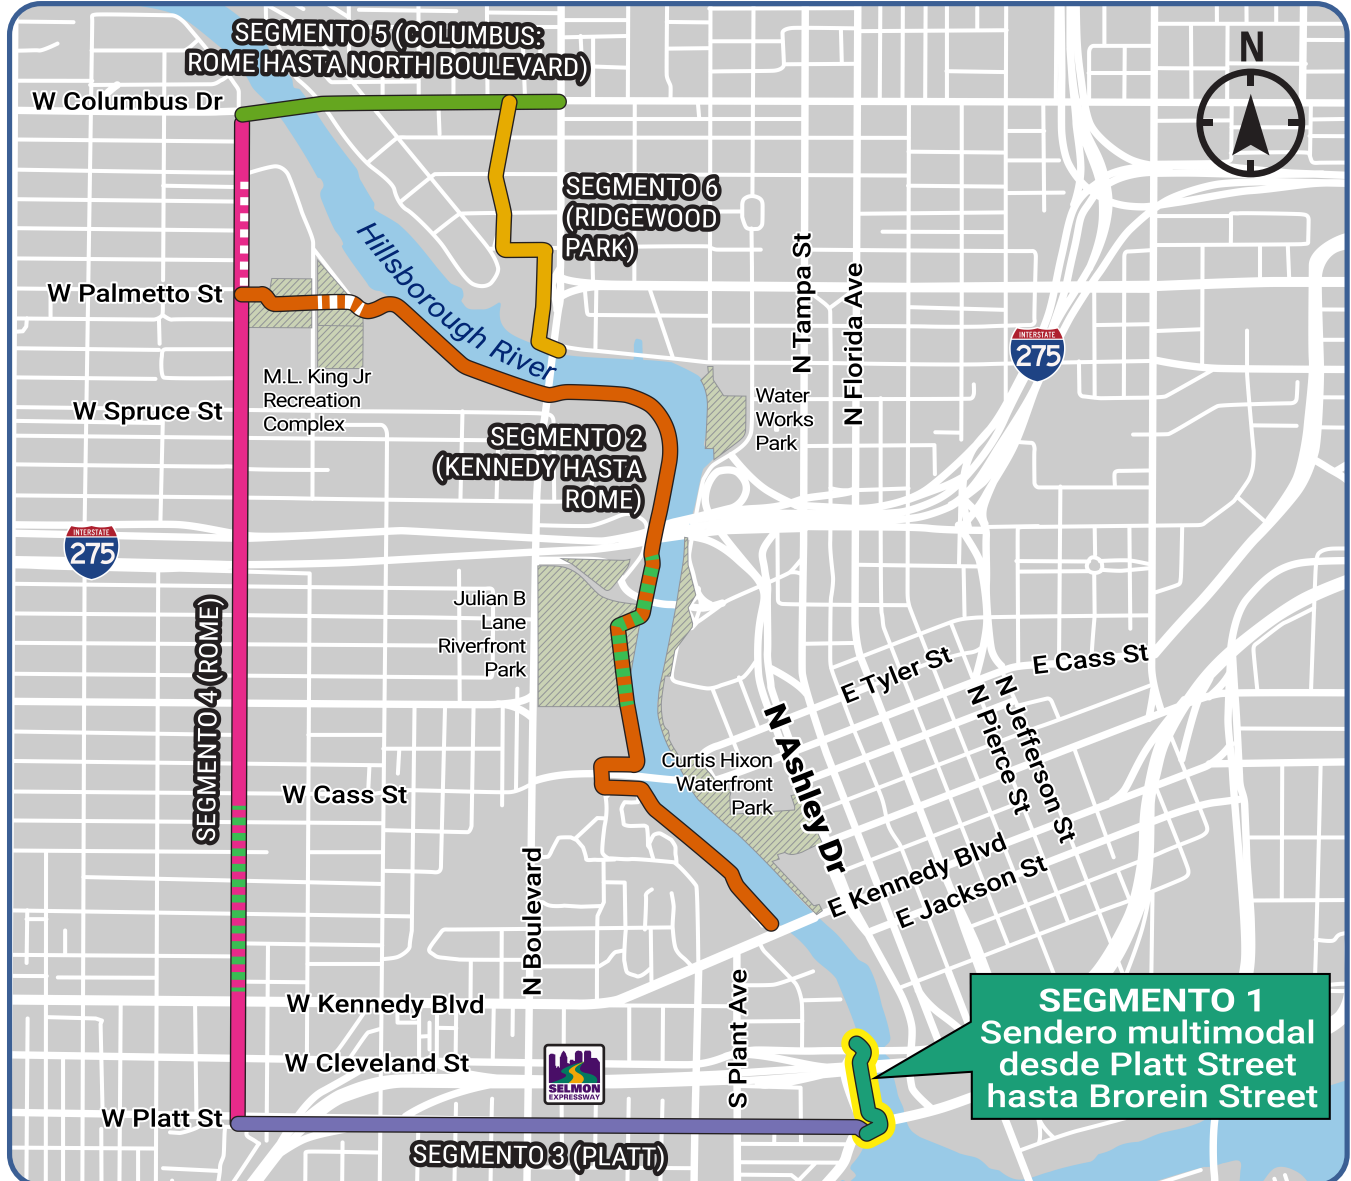 SEGMENTO 5 (COLUMBUS:
ROME HASTA NORTH BOULEVARD)
N
W Columbus Dr
SEGMENTO 6
(RIDGEWOOD
PARK)
Hillsborough River
N Tampa St
N Florida Ave
W Palmetto St
INTERSTATE
275
M.L. King Jr
Recreation
Complex
Water
Works
Park
W Spruce St
SEGMENTO 2
(KENNEDY HASTA
ROME)
INTERSTATE
275
Julian B
Lane
Riverfront
Park
SEGMENTO 4 (ROME)
E Tyler St
E Cass St
N Pierce St
N Jefferson St
N Ashley Dr
Curtis Hixon
Waterfront
Park
W Cass St
N Boulevard
E Kennedy Blvd
E Jackson St
W Kennedy Blvd
S Plant Ave
SEGMENTO 1
Sendero multimodal
desde Platt Street
hasta Brorein Street
W Cleveland St
SELMON
EXPRESSWAY
W Platt St
SEGMENTO 3 (PLATT)